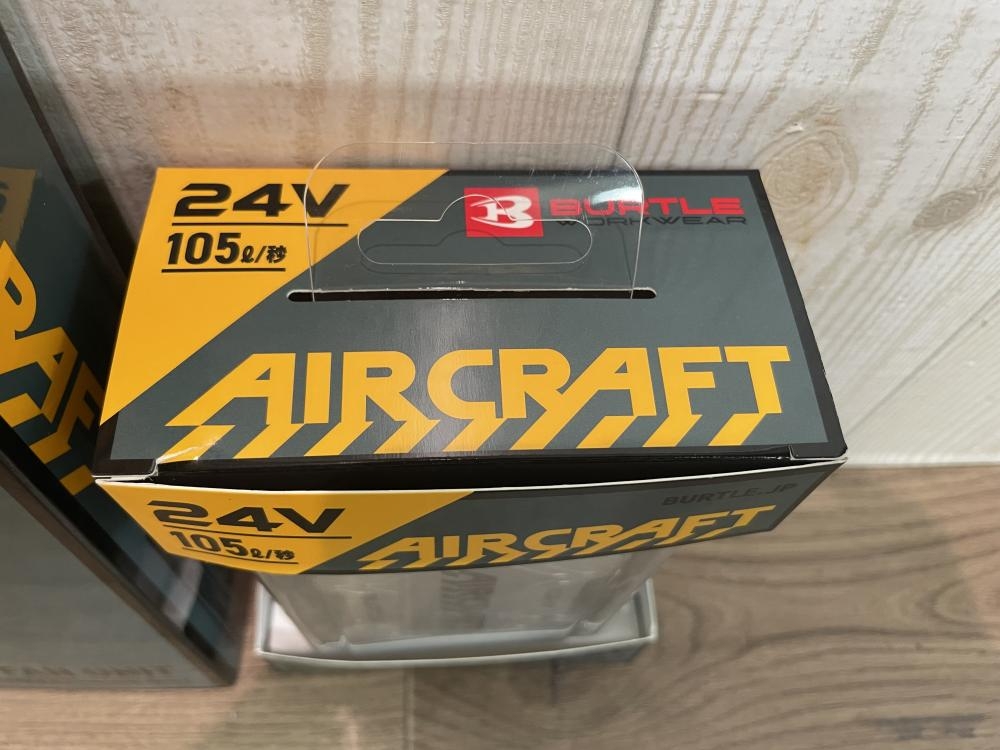 24V
105ℓ/秒
BURTLE
WORKWEAR
AIRCRAFT
24V
105ℓ/秒
BURTLE.JP
AIRCRAFT